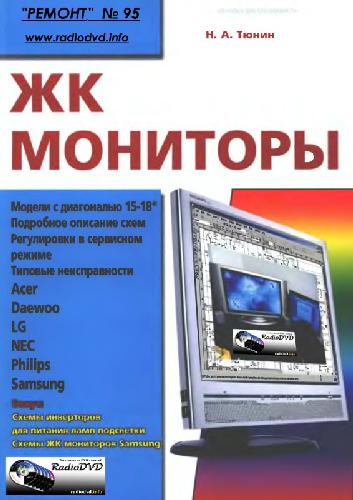 "РЕМОНТ" № 95
www.radiodvd.info
Н. А. Тюнин
ЖК
МОНИТОРЫ
Модели с диагональю 15-18"
Подробное описание схем
Регулировки в сервисном
режиме
Типовые неисправности
Acer
Daewoo
LG
NEC
Philips
Samsung
Схемы инверторов
для питания ламп подсветки
Схемы ЖК мониторов Samsung
RadioDVD
RadioDVD
radiodvd.info